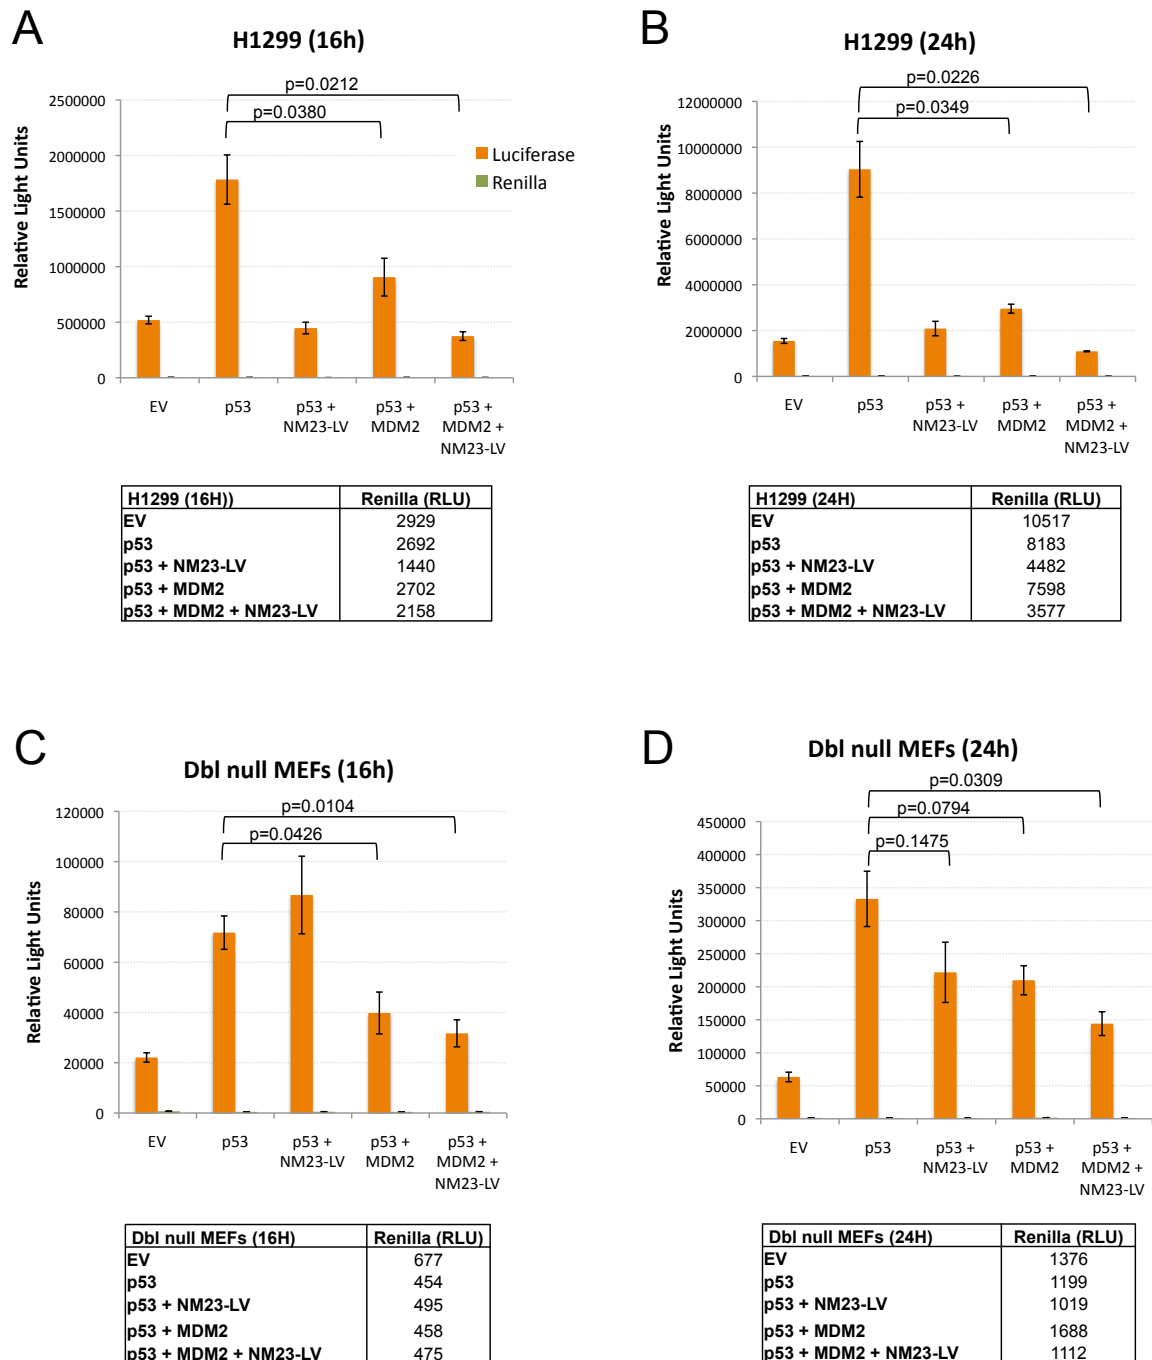 A
H1299 (16h)
p=0.0212
p=0.0380
Relative Light Units
2500000
2000000
1500000
1000000
500000
0
Luciferase
Renilla
EV
p53
p53 +
NM23-LV
p53 +
MDM2
p53 +
MDM2 +
NM23-LV
H1299 (16H)) Renilla (RLU)
EV 2929
p53 2692
p53 + NM23-LV 1440
p53 + MDM2 2702
p53 + MDM2 + NM23-LV 2158
B
H1299 (24h)
p=0.0226
p=0.0349
Relative Light Units
12000000
10000000
8000000
6000000
4000000
2000000
0
EV
p53
p53 +
NM23-LV
p53 +
MDM2
p53 +
MDM2 +
NM23-LV
H1299 (24H) Renilla (RLU)
EV 10517
p53 8183
p53 + NM23-LV 4482
p53 + MDM2 7598
p53 + MDM2 + NM23-LV 3577
C
Dbl null MEFs (16h)
p=0.0104
p=0.0426
Relative Light Units
120000
100000
80000
60000
40000
20000
0
EV
p53
p53 +
NM23-LV
p53 +
MDM2
p53 +
MDM2 +
NM23-LV
Dbl null MEFs (16H) Renilla (RLU)
EV 677
p53 454
p53 + NM23-LV 495
p53 + MDM2 458
p53 + MDM2 + NM23-LV 475
D
Dbl null MEFs (24h)
p=0.0309
p=0.0794
p=0.1475
Relative Light Units
450000
400000
350000
300000
250000
200000
150000
100000
50000
0
EV
p53
p53 +
NM23-LV
p53 +
MDM2
p53 +
MDM2 +
NM23-LV
Dbl null MEFs (24H) Renilla (RLU)
EV 1376
p53 1199
p53 + NM23-LV 1019
p53 + MDM2 1688
p53 + MDM2 + NM23-LV 1112